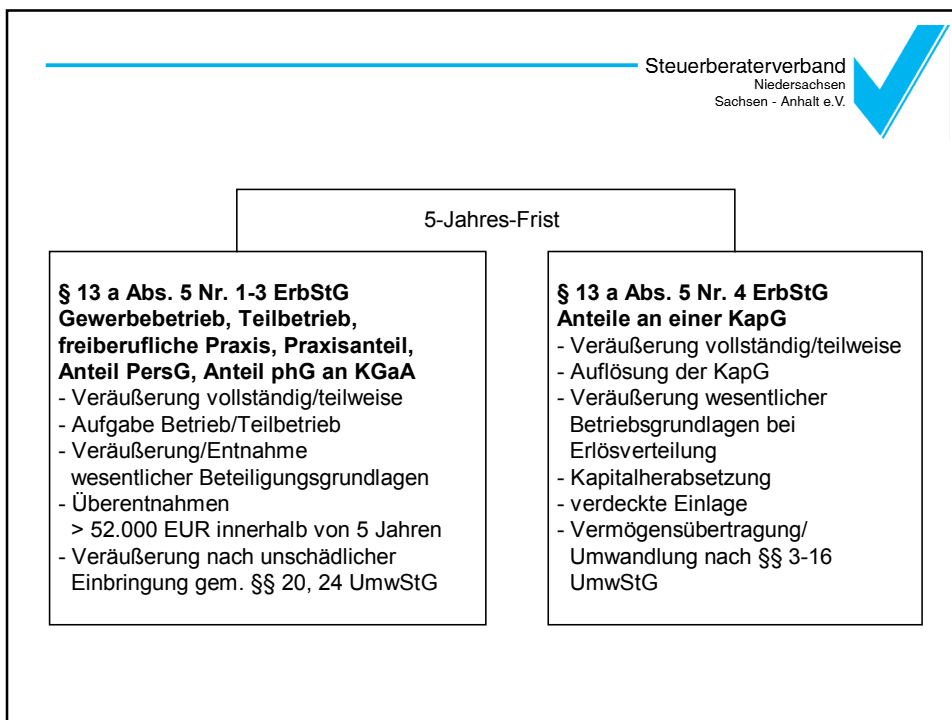 Steuerberaterverband
Niedersachsen
Sachsen - Anhalt e.V.
5-Jahres-Frist
§ 13 a Abs. 5 Nr. 1-3 ErbStG
Gewerbebetrieb, Teilbetrieb,
freiberufliche Praxis, Praxisanteil,
Anteil PersG, Anteil phG an KGaA
- Veräußerung vollständig/teilweise
- Aufgabe Betrieb/Teilbetrieb
- Veräußerung/Entnahme
wesentlicher Beteiligungsgrundlagen
- Überentnahmen
> 52.000 EUR innerhalb von 5 Jahren
- Veräußerung nach unschädlicher
Einbringung gem. §§ 20, 24 UmwStG
§ 13 a Abs. 5 Nr. 4 ErbStG
Anteile an einer KapG
- Veräußerung vollständig/teilweise
- Auflösung der KapG
- Veräußerung wesentlicher
Betriebsgrundlagen bei
Erlösverteilung
- Kapitalherabsetzung
- verdeckte Einlage
- Vermögensübertragung/
Umwandlung nach §§ 3-16
UmwStG